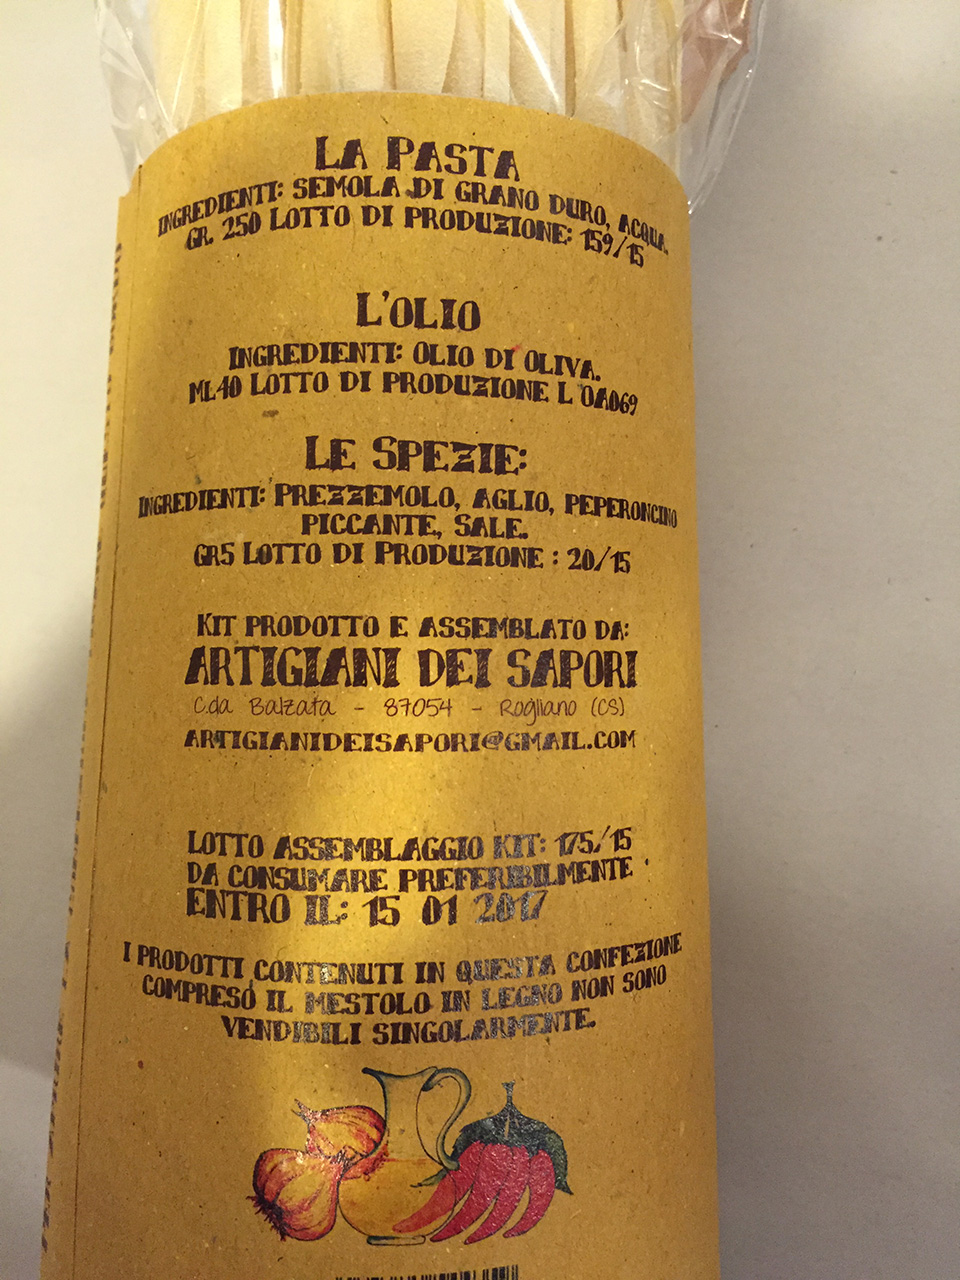 LA PASTA
INGREDIENTI: SEMOLA DI GRANO DURO, ACQUA.
GR. 250 LOTTO DI PRODUZIONE: 159/15
L'OLIO
INGREDIENTI: OLIO DI OLIVA.
ML40 LOTTO DI PRODUZIONE L OA069
LE SPEZIE:
INGREDIENTI: PREZZEMOLO, AGLIO, PEPERONCINO
PICCANTE, SALE.
GR5 LOTTO DI PRODUZIONE : 20/15
KIT PRODOTTO E ASSEMBLATO DA:
ARTIGIANI DEI SAPORI
C.da Balzata - 87054 - Rogliano (CS)
ARTIGIANIDEISAPORI@GMAIL.COM
LOTTO ASSEMBLAGGIO KIT: 175/15
DA CONSUMARE PREFERIBILMENTE
ENTRO IL: 15 01 2017
I PRODOTTI CONTENUTI IN QUESTA CONFEZIONE
COMPRESO IL MESTOLO IN LEGNO NON SONO
VENDIBILI SINGOLARMENTE.